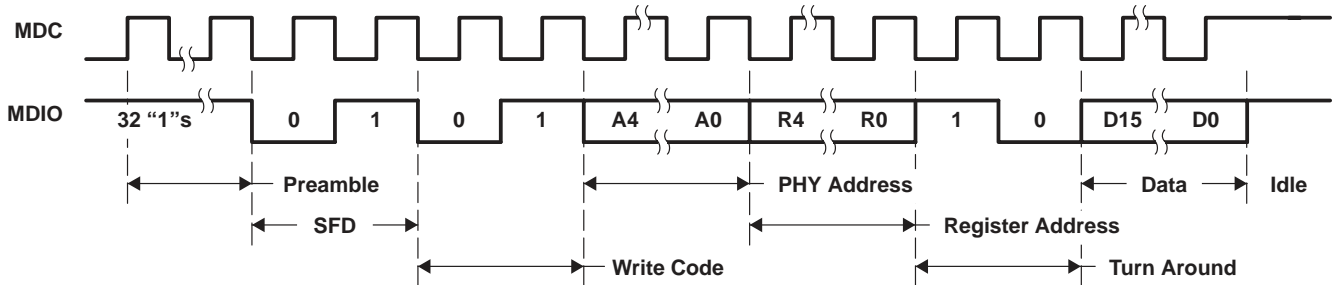 MDC
MDIO
32 “1”s 0 1 0 1 A4 A0 R4 R0 1 0 D15 D0
Preamble PHY Address Data Idle
SFD Register Address
Write Code Turn Around